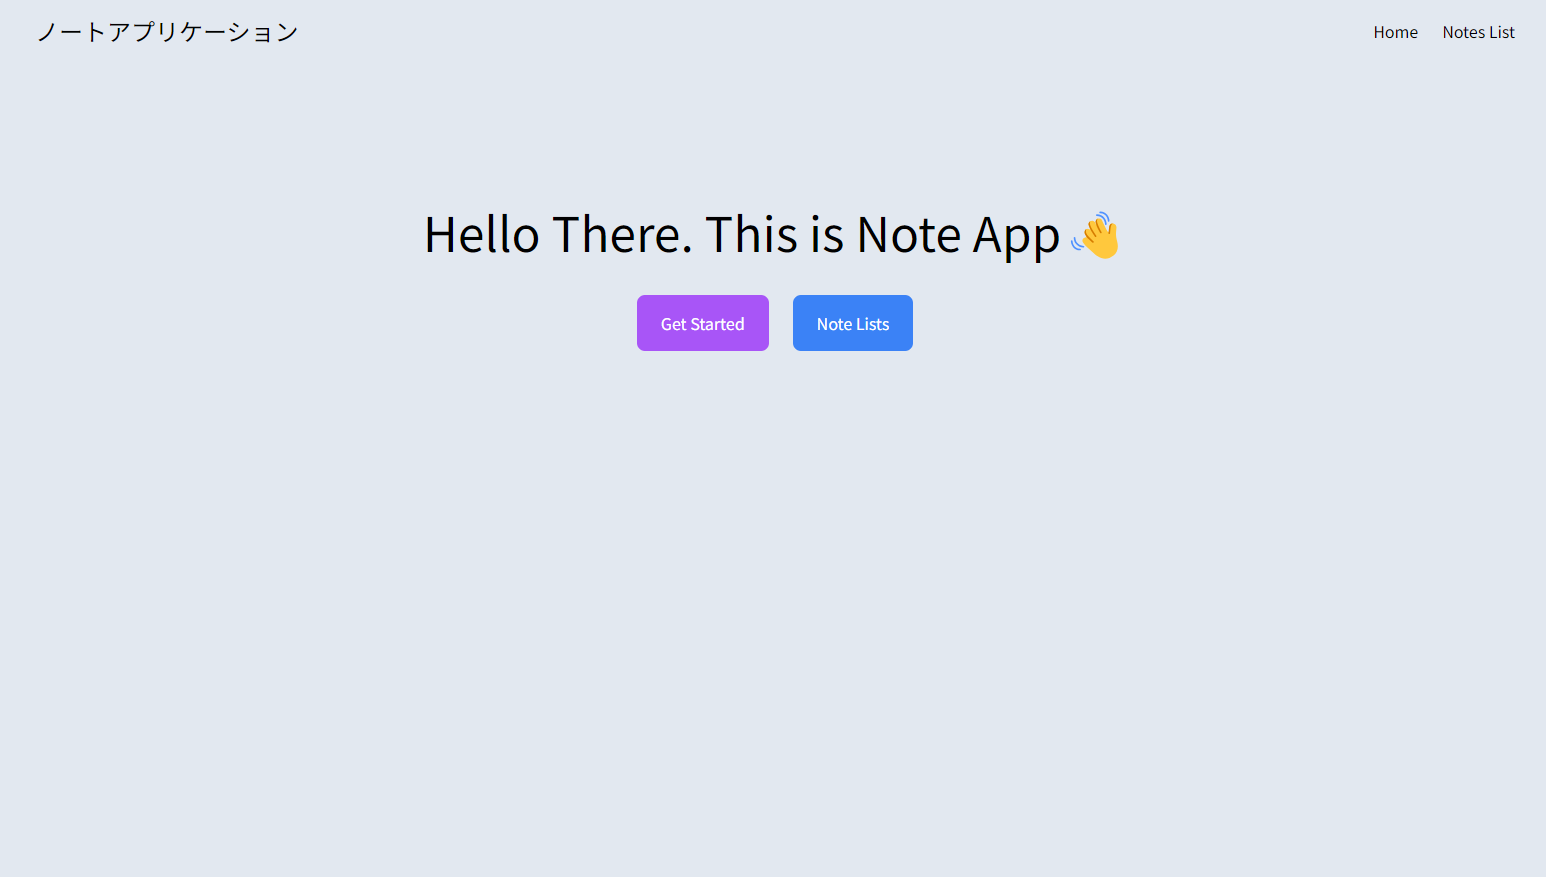 ノートアプリケーション
Home Notes List
Hello There. This is Note App 👋
Get Started Note Lists